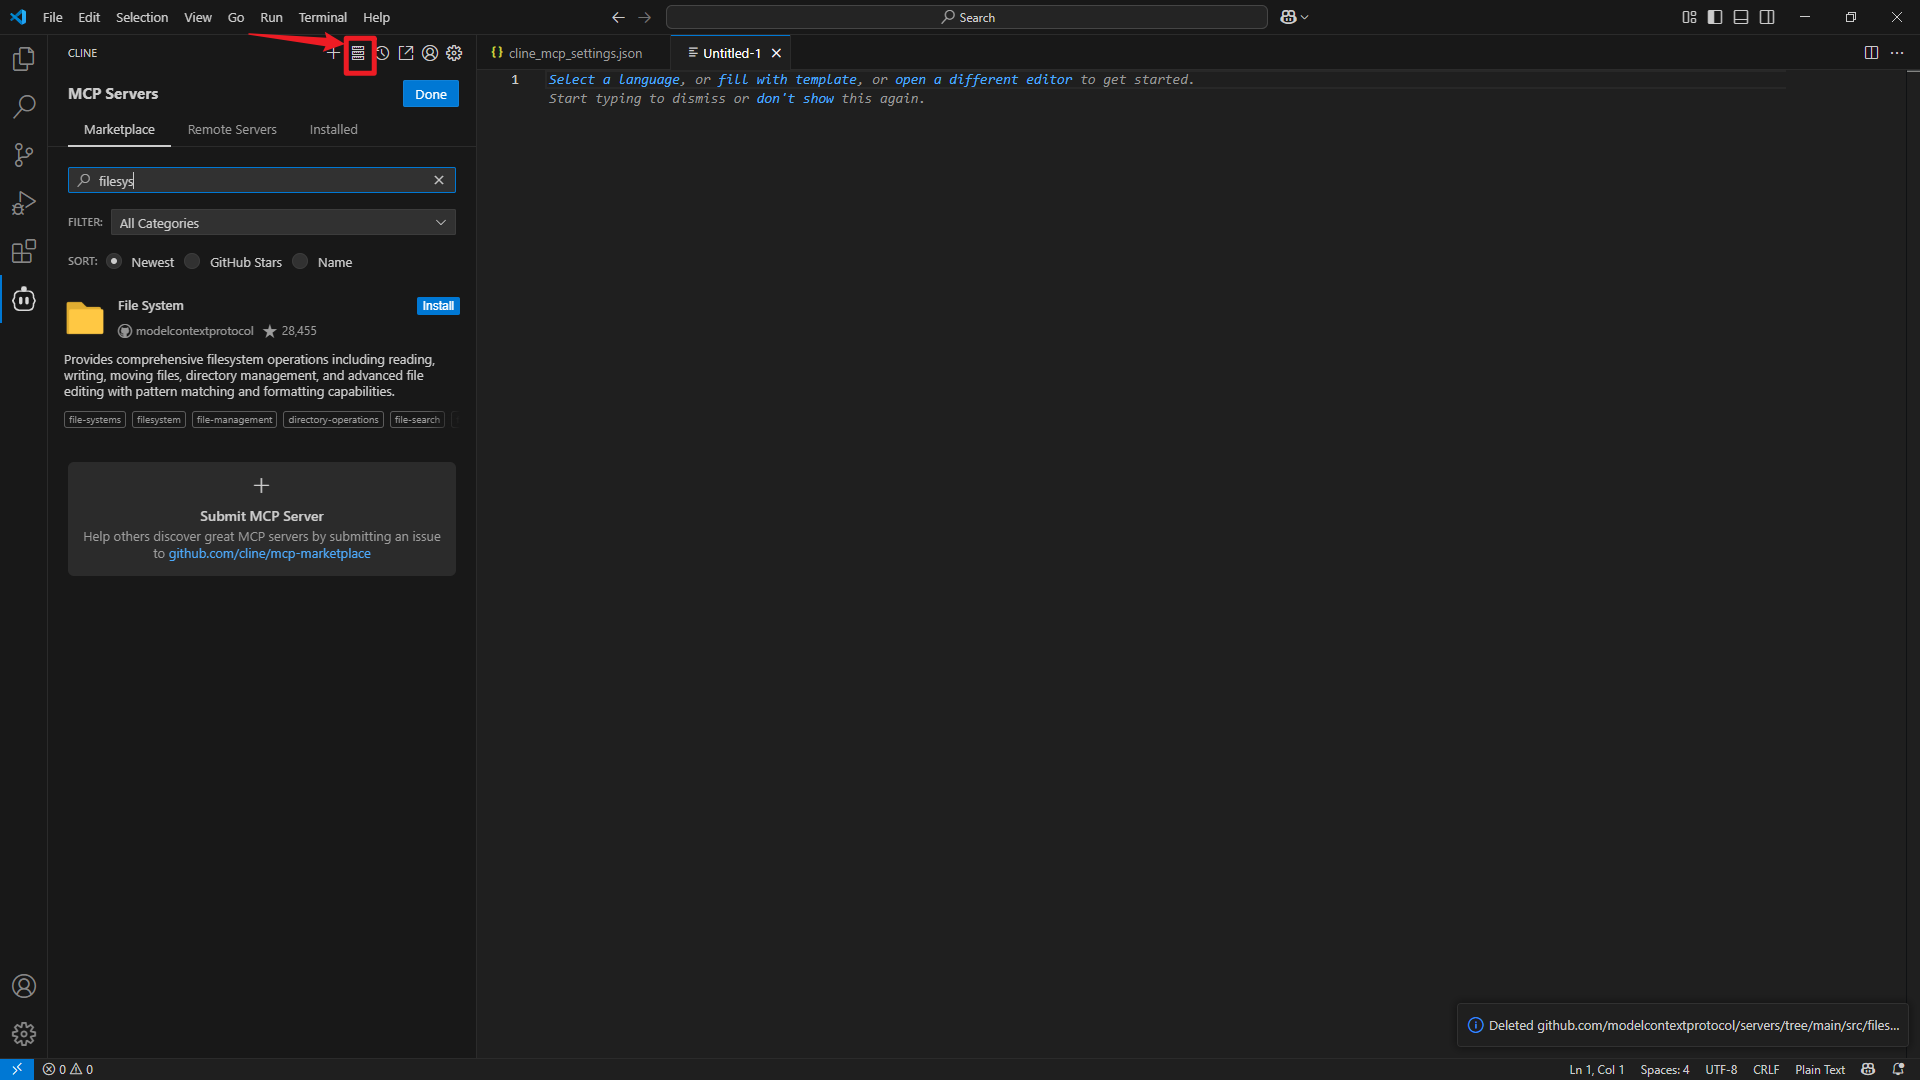 File Edit Selection View Go Run Terminal Help
Search
CLINE
MCP Servers
Done
Marketplace Remote Servers Installed
filesys
FILTER: All Categories
SORT: Newest GitHub Stars Name
File System
Install
modelcontextprotocol 28,455
Provides comprehensive filesystem operations including reading,
writing, moving files, directory management, and advanced file
editing with pattern matching and formatting capabilities.
file-systems filesystem file-management directory-operations file-search
Submit MCP Server
Help others discover great MCP servers by submitting an issue
to github.com/cline/mcp-marketplace
{} cline_mcp_settings.json Untitled-1
1 Select a language, or fill with template, or open a different editor to get started.
Start typing to dismiss or don't show this again.
Deleted github.com/modelcontextprotocol/servers/tree/main/src/files...
0 0 Ln 1, Col 1 Spaces: 4 UTF-8 CRLF Plain Text